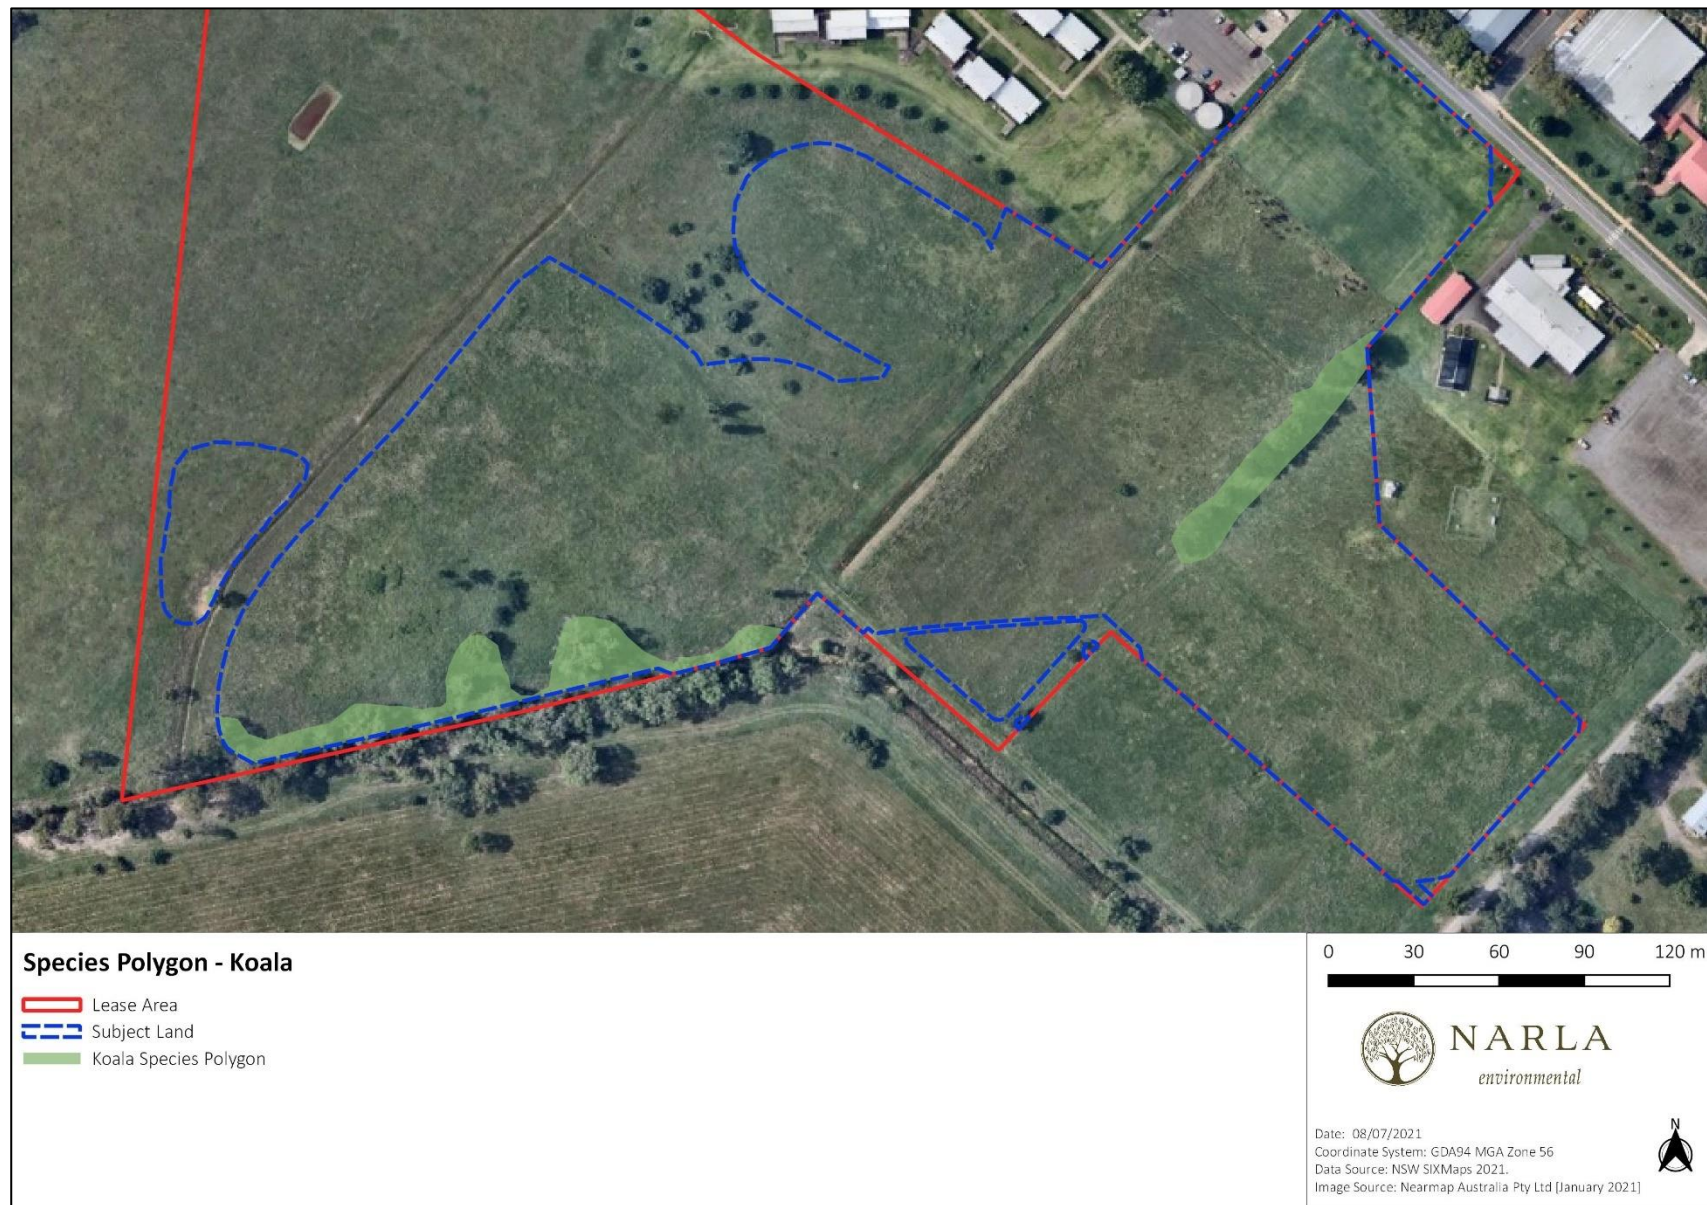 Species Polygon - Koala
Lease Area
Subject Land
Koala Species Polygon
0 30 60 90 120 m
NARLA
environmental
N
Date: 08/07/2021
Coordinate System: GDA94 MGA Zone 56
Data Source: NSW SIXMaps 2021.
Image Source: Nearmap Australia Pty Ltd [January 2021]